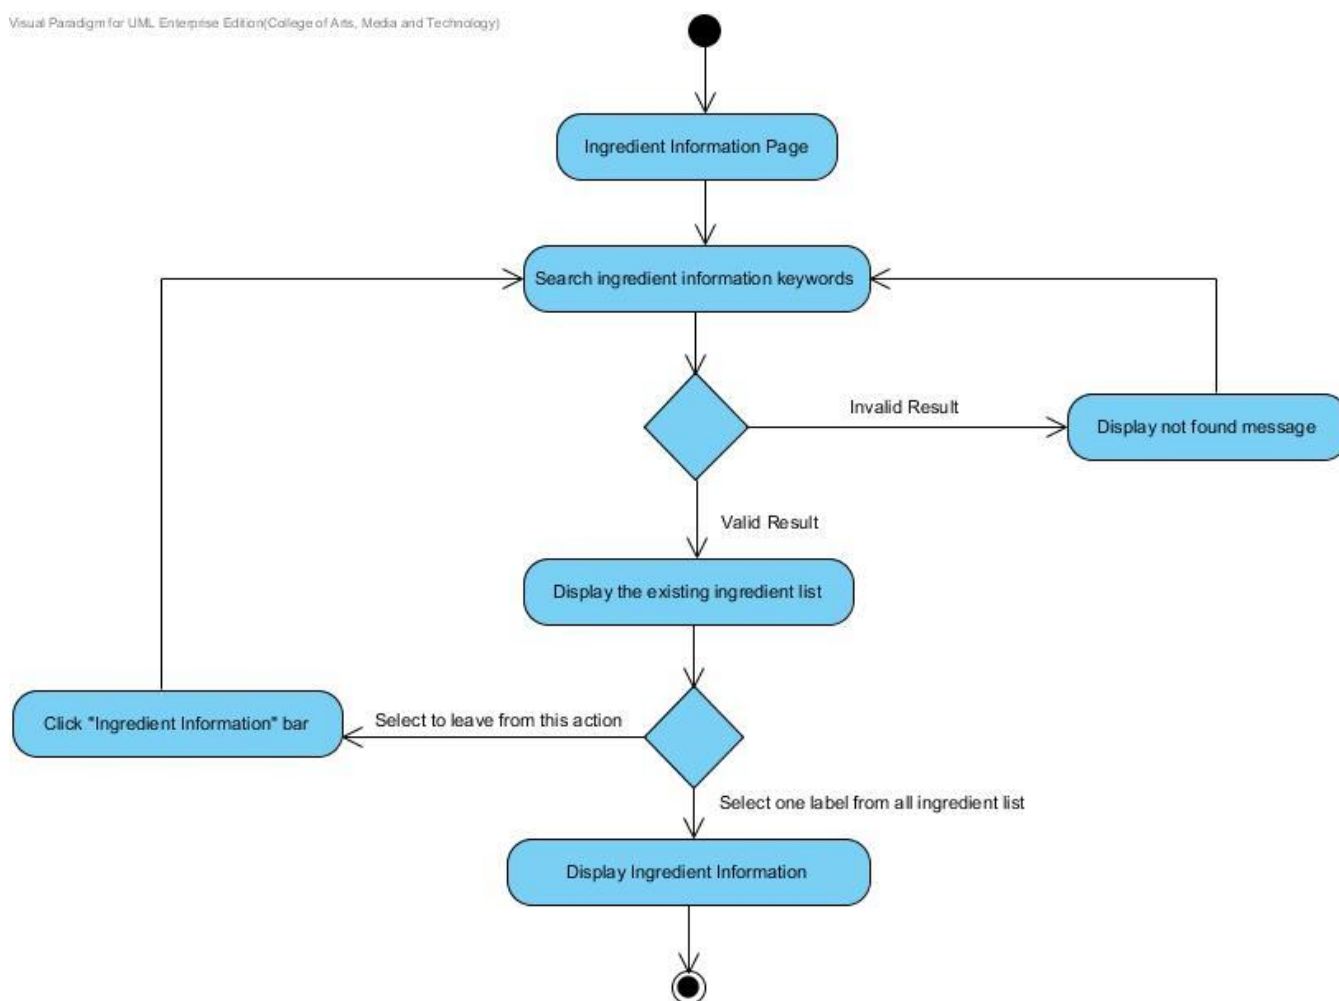 Visual Paradigm for UML Enterprise Edition(College of Arts, Media and Technology)
Ingredient Information Page
Search ingredient information keywords
Invalid Result
Display not found message
Valid Result
Display the existing ingredient list
Click "Ingredient Information" bar
Select to leave from this action
Select one label from all ingredient list
Display Ingredient Information